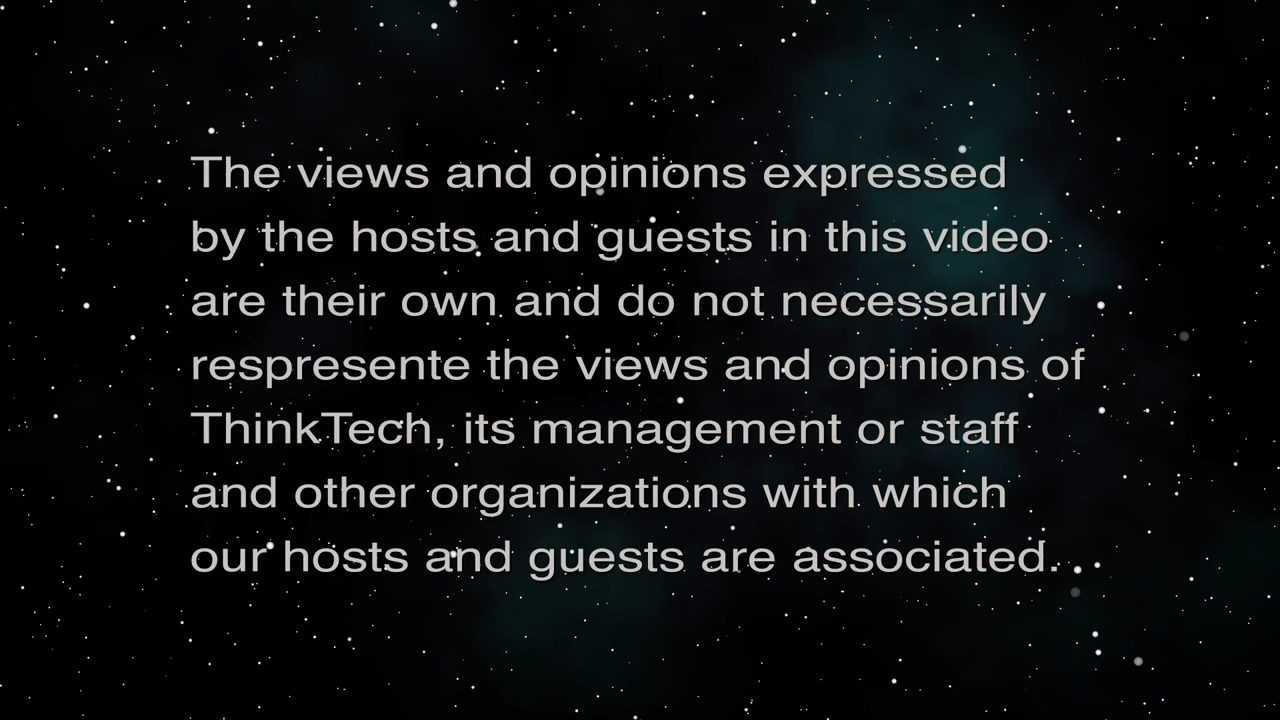 The views and opinions expressed
by the hosts and guests in this video
are their own and do not necessarily
respresente the views and opinions of
ThinkTech, its management or staff
and other organizations with which
our hosts and guests are associated.